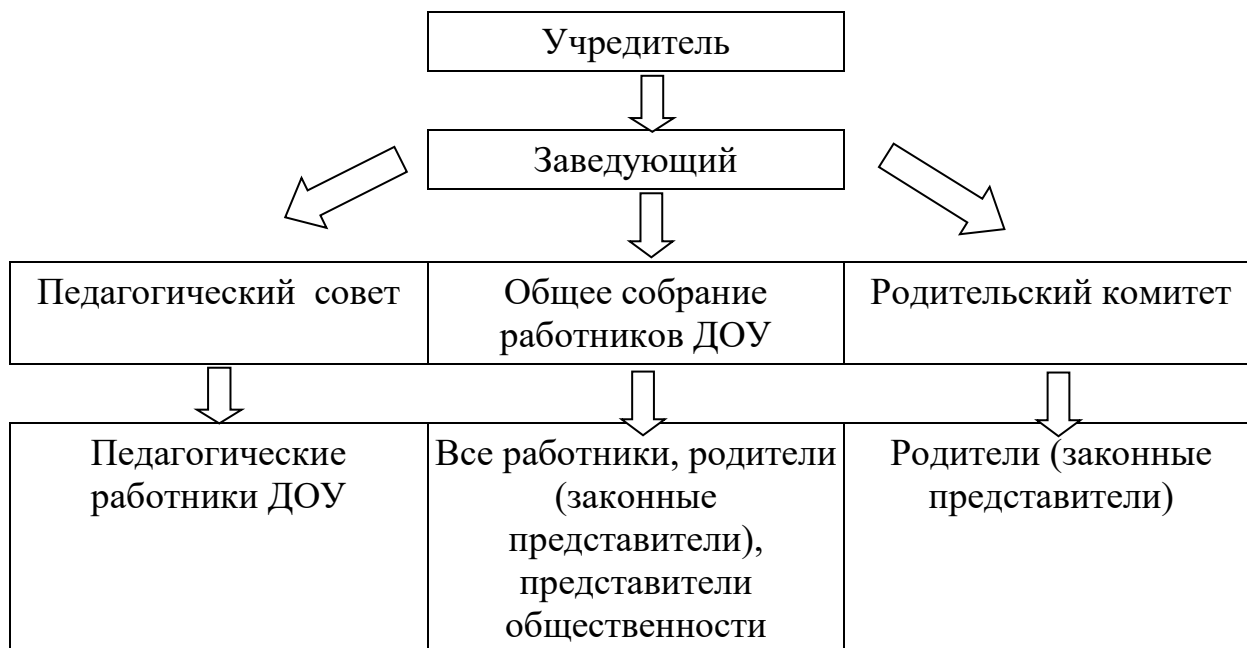 Учредитель
Заведующий
Педагогический совет
Общее собрание
работников ДОУ
Родительский комитет
Педагогические
работники ДОУ
Все работники, родители
(законные
представители),
представители
общественности
Родители (законные
представители)